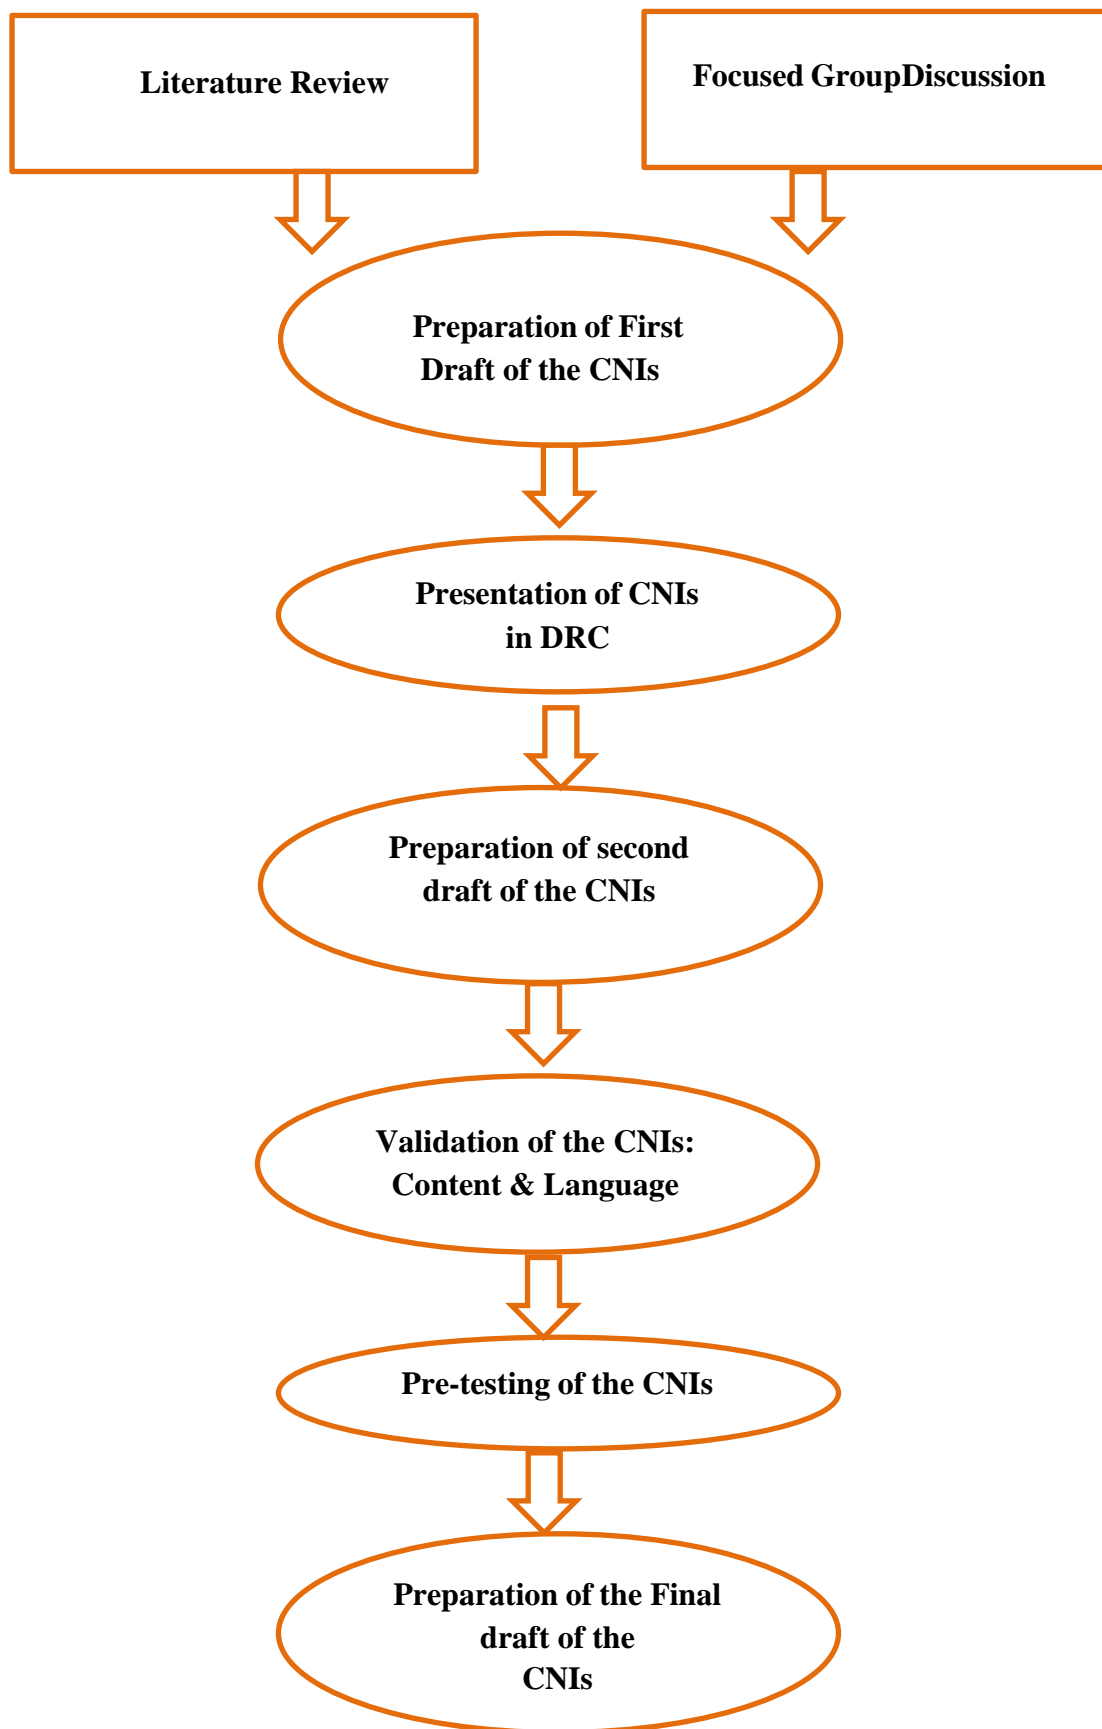 Literature Review
Focused GroupDiscussion
Preparation of First
Draft of the CNIs
Presentation of CNIs
in DRC
Preparation of second
draft of the CNIs
Validation of the CNIs:
Content & Language
Pre-testing of the CNIs
Preparation of the Final
draft of the
CNIs